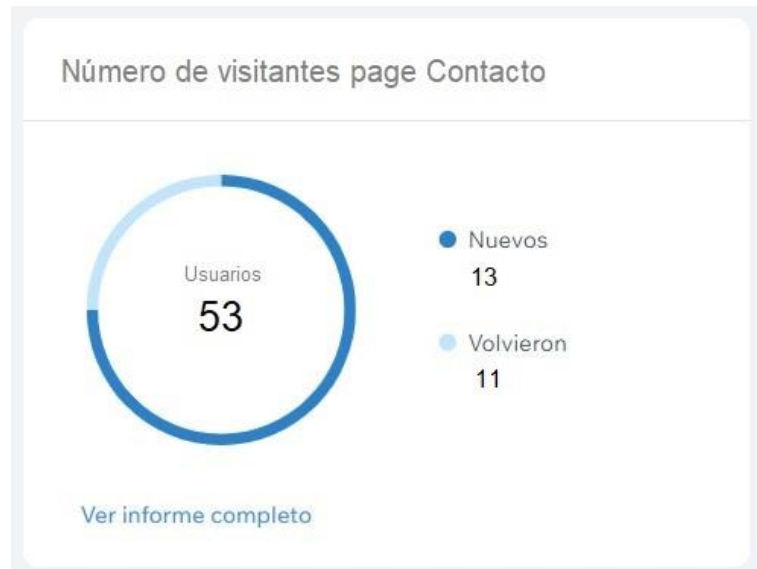 Número de visitantes page Contacto
Usuarios
53
Nuevos
13
Volvieron
11
Ver informe completo